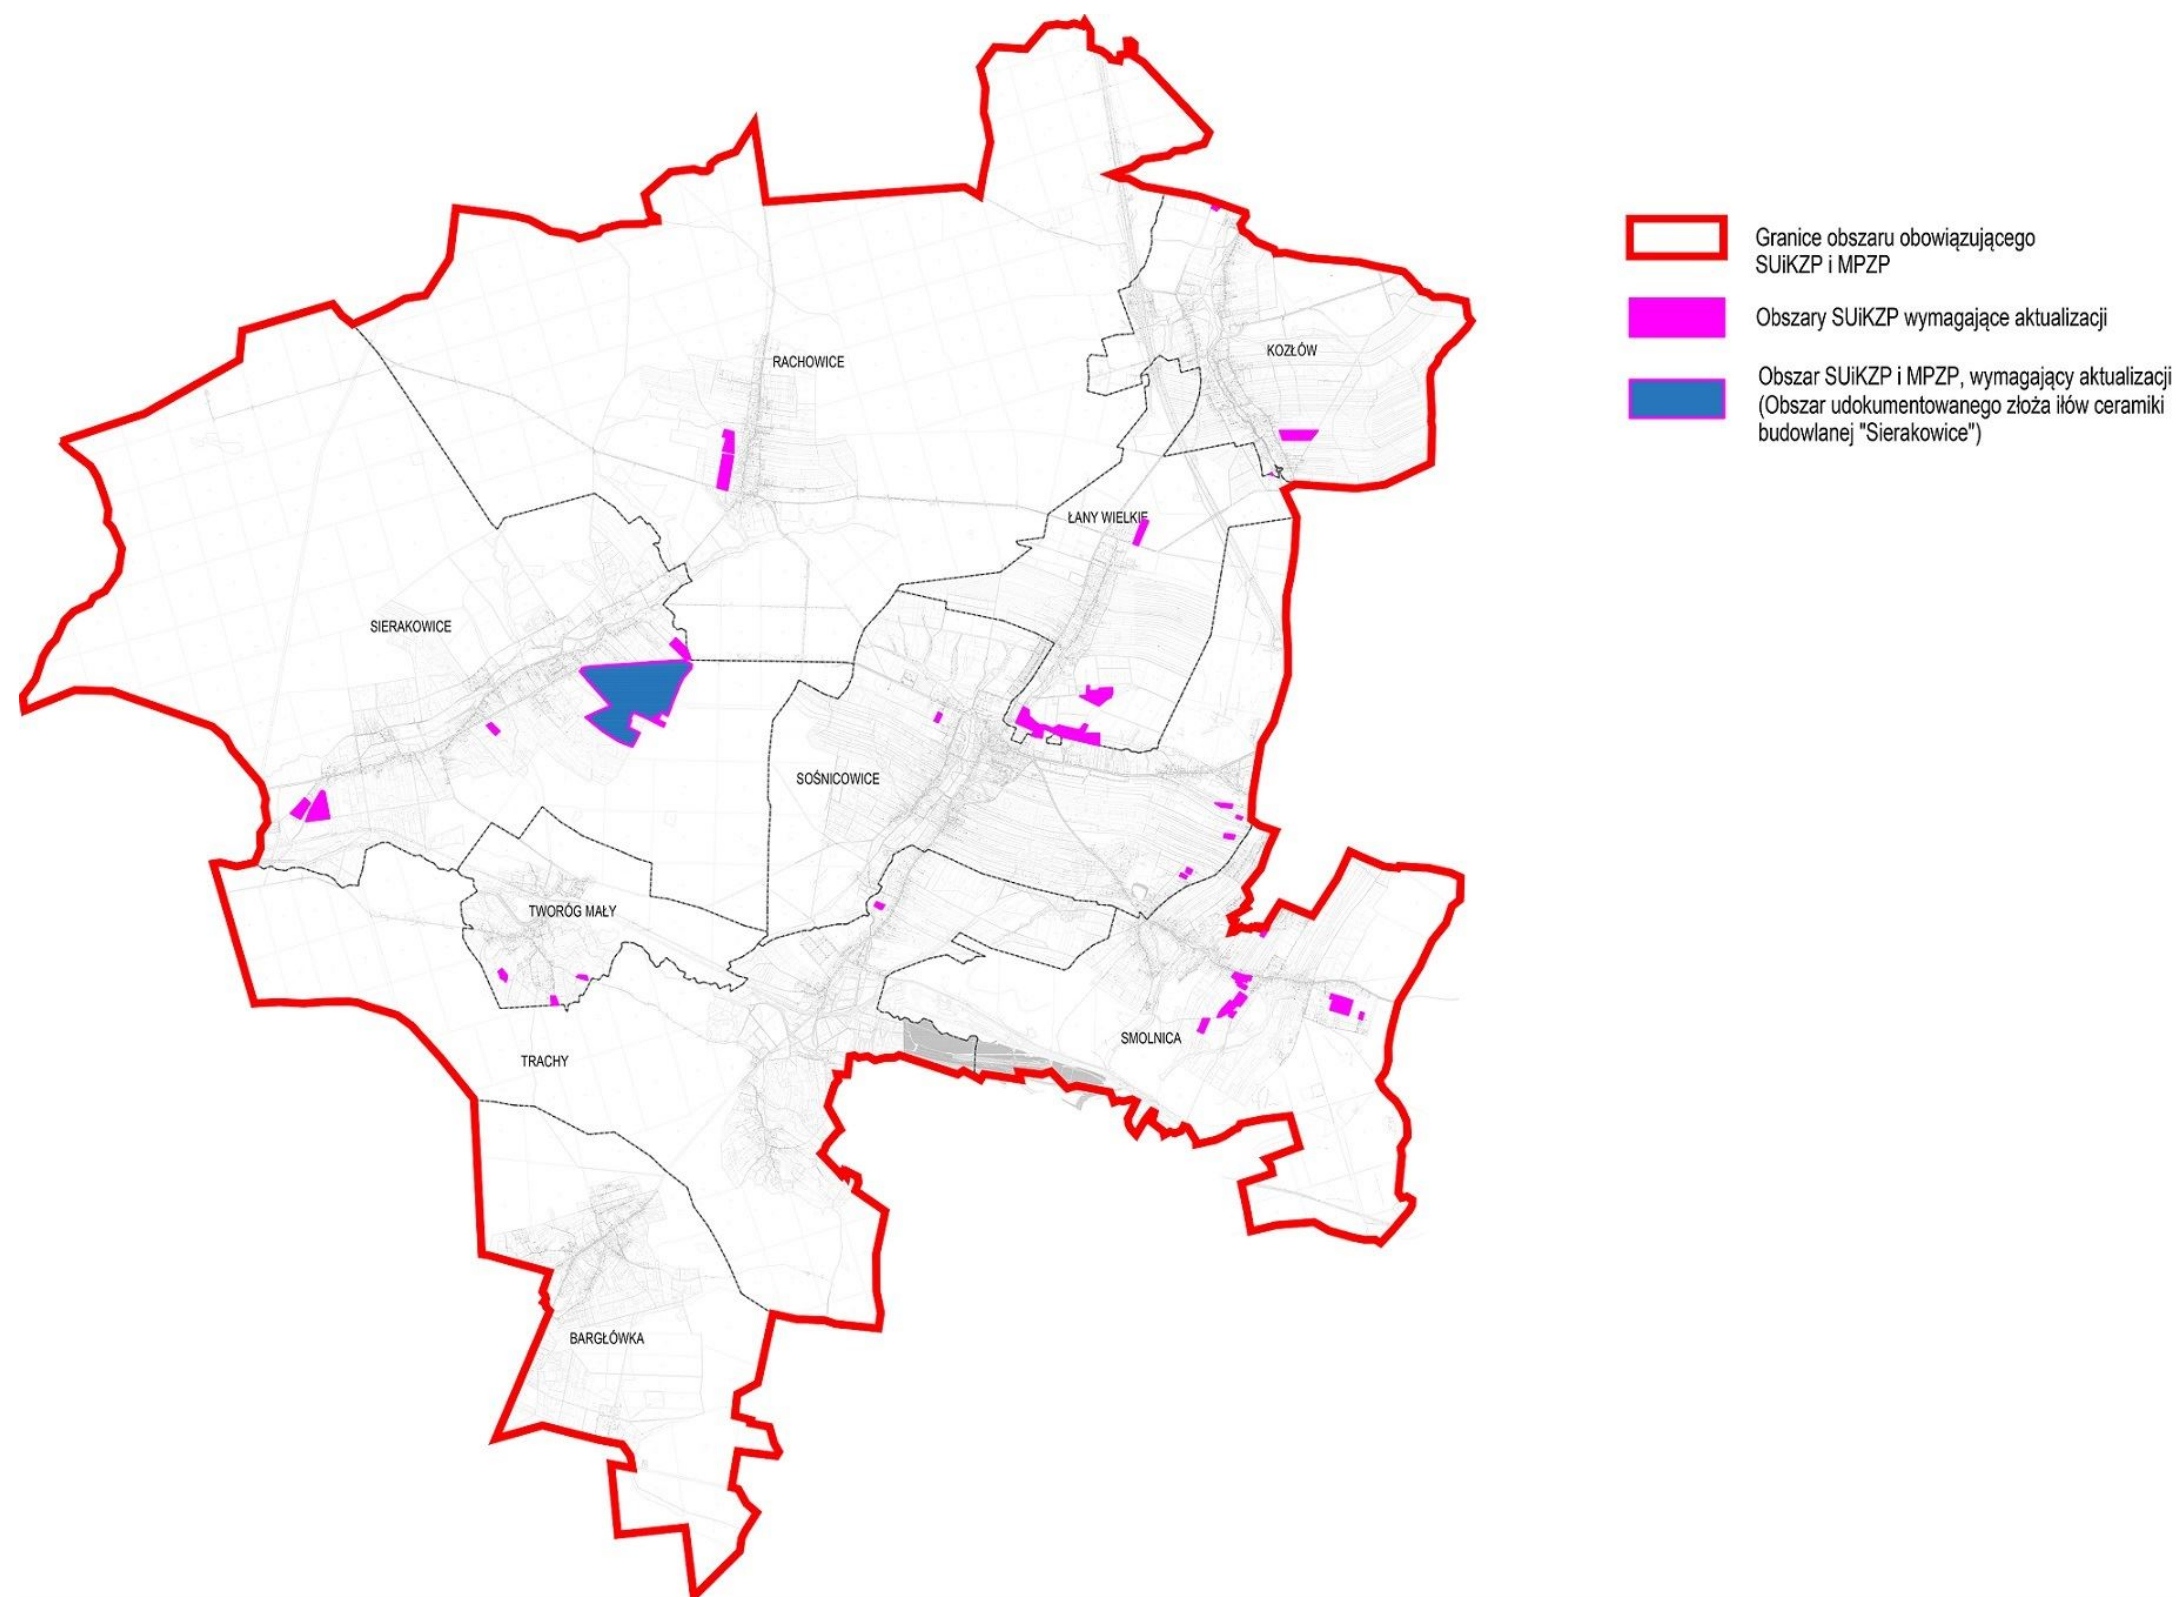 Granice obszaru obowiązującego
SUiKZP i MPZP
Obszary SUiKZP wymagające aktualizacji
Obszar SUiKZP i MPZP, wymagający aktualizacji
(Obszar udokumentowanego złoża iłów ceramiki
budowlanej "Sierakowice")
KOZŁÓW
RACHOWICE
ŁANY WIELKIE
SIERAKOWICE
SOŚNICOWICE
TWORÓG MAŁY
SMOLNICA
TRACHY
BARGŁÓWKA